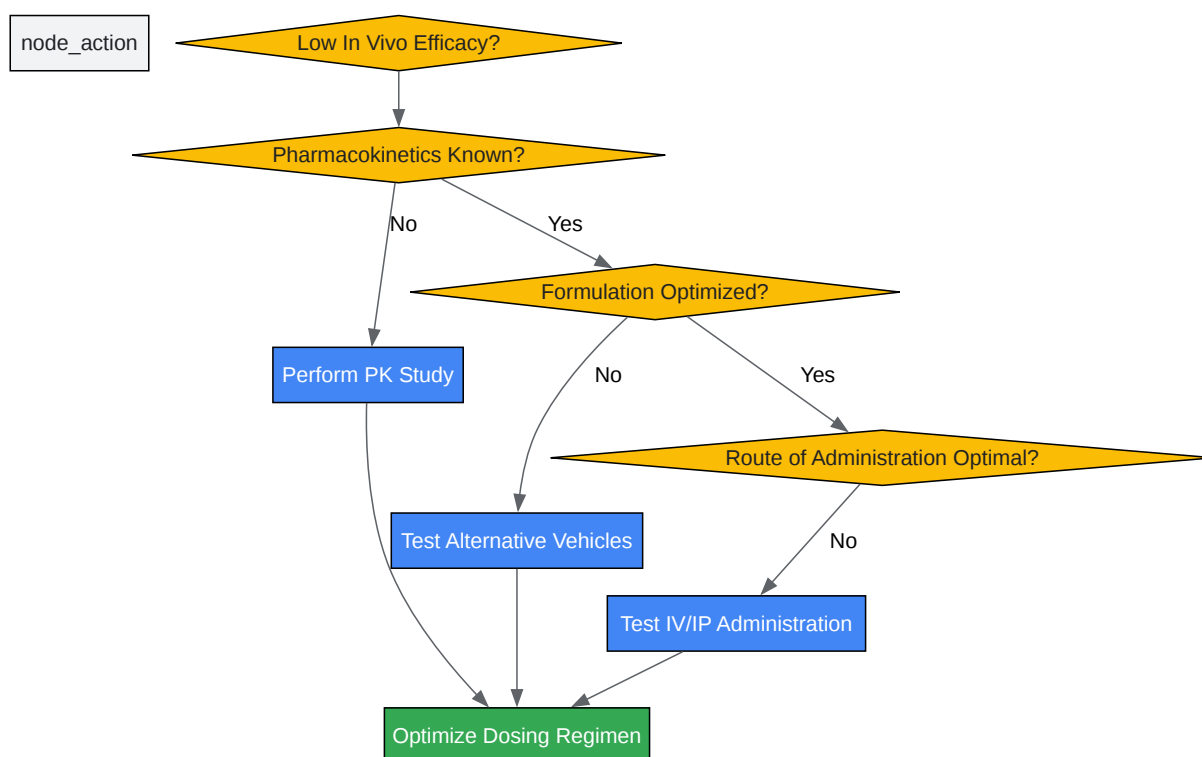 node_action
Low In Vivo Efficacy?
Pharmacokinetics Known?
No
Yes
Formulation Optimized?
Perform PK Study
No
Yes
Route of Administration Optimal?
Test Alternative Vehicles
No
Test IV/IP Administration
Optimize Dosing Regimen